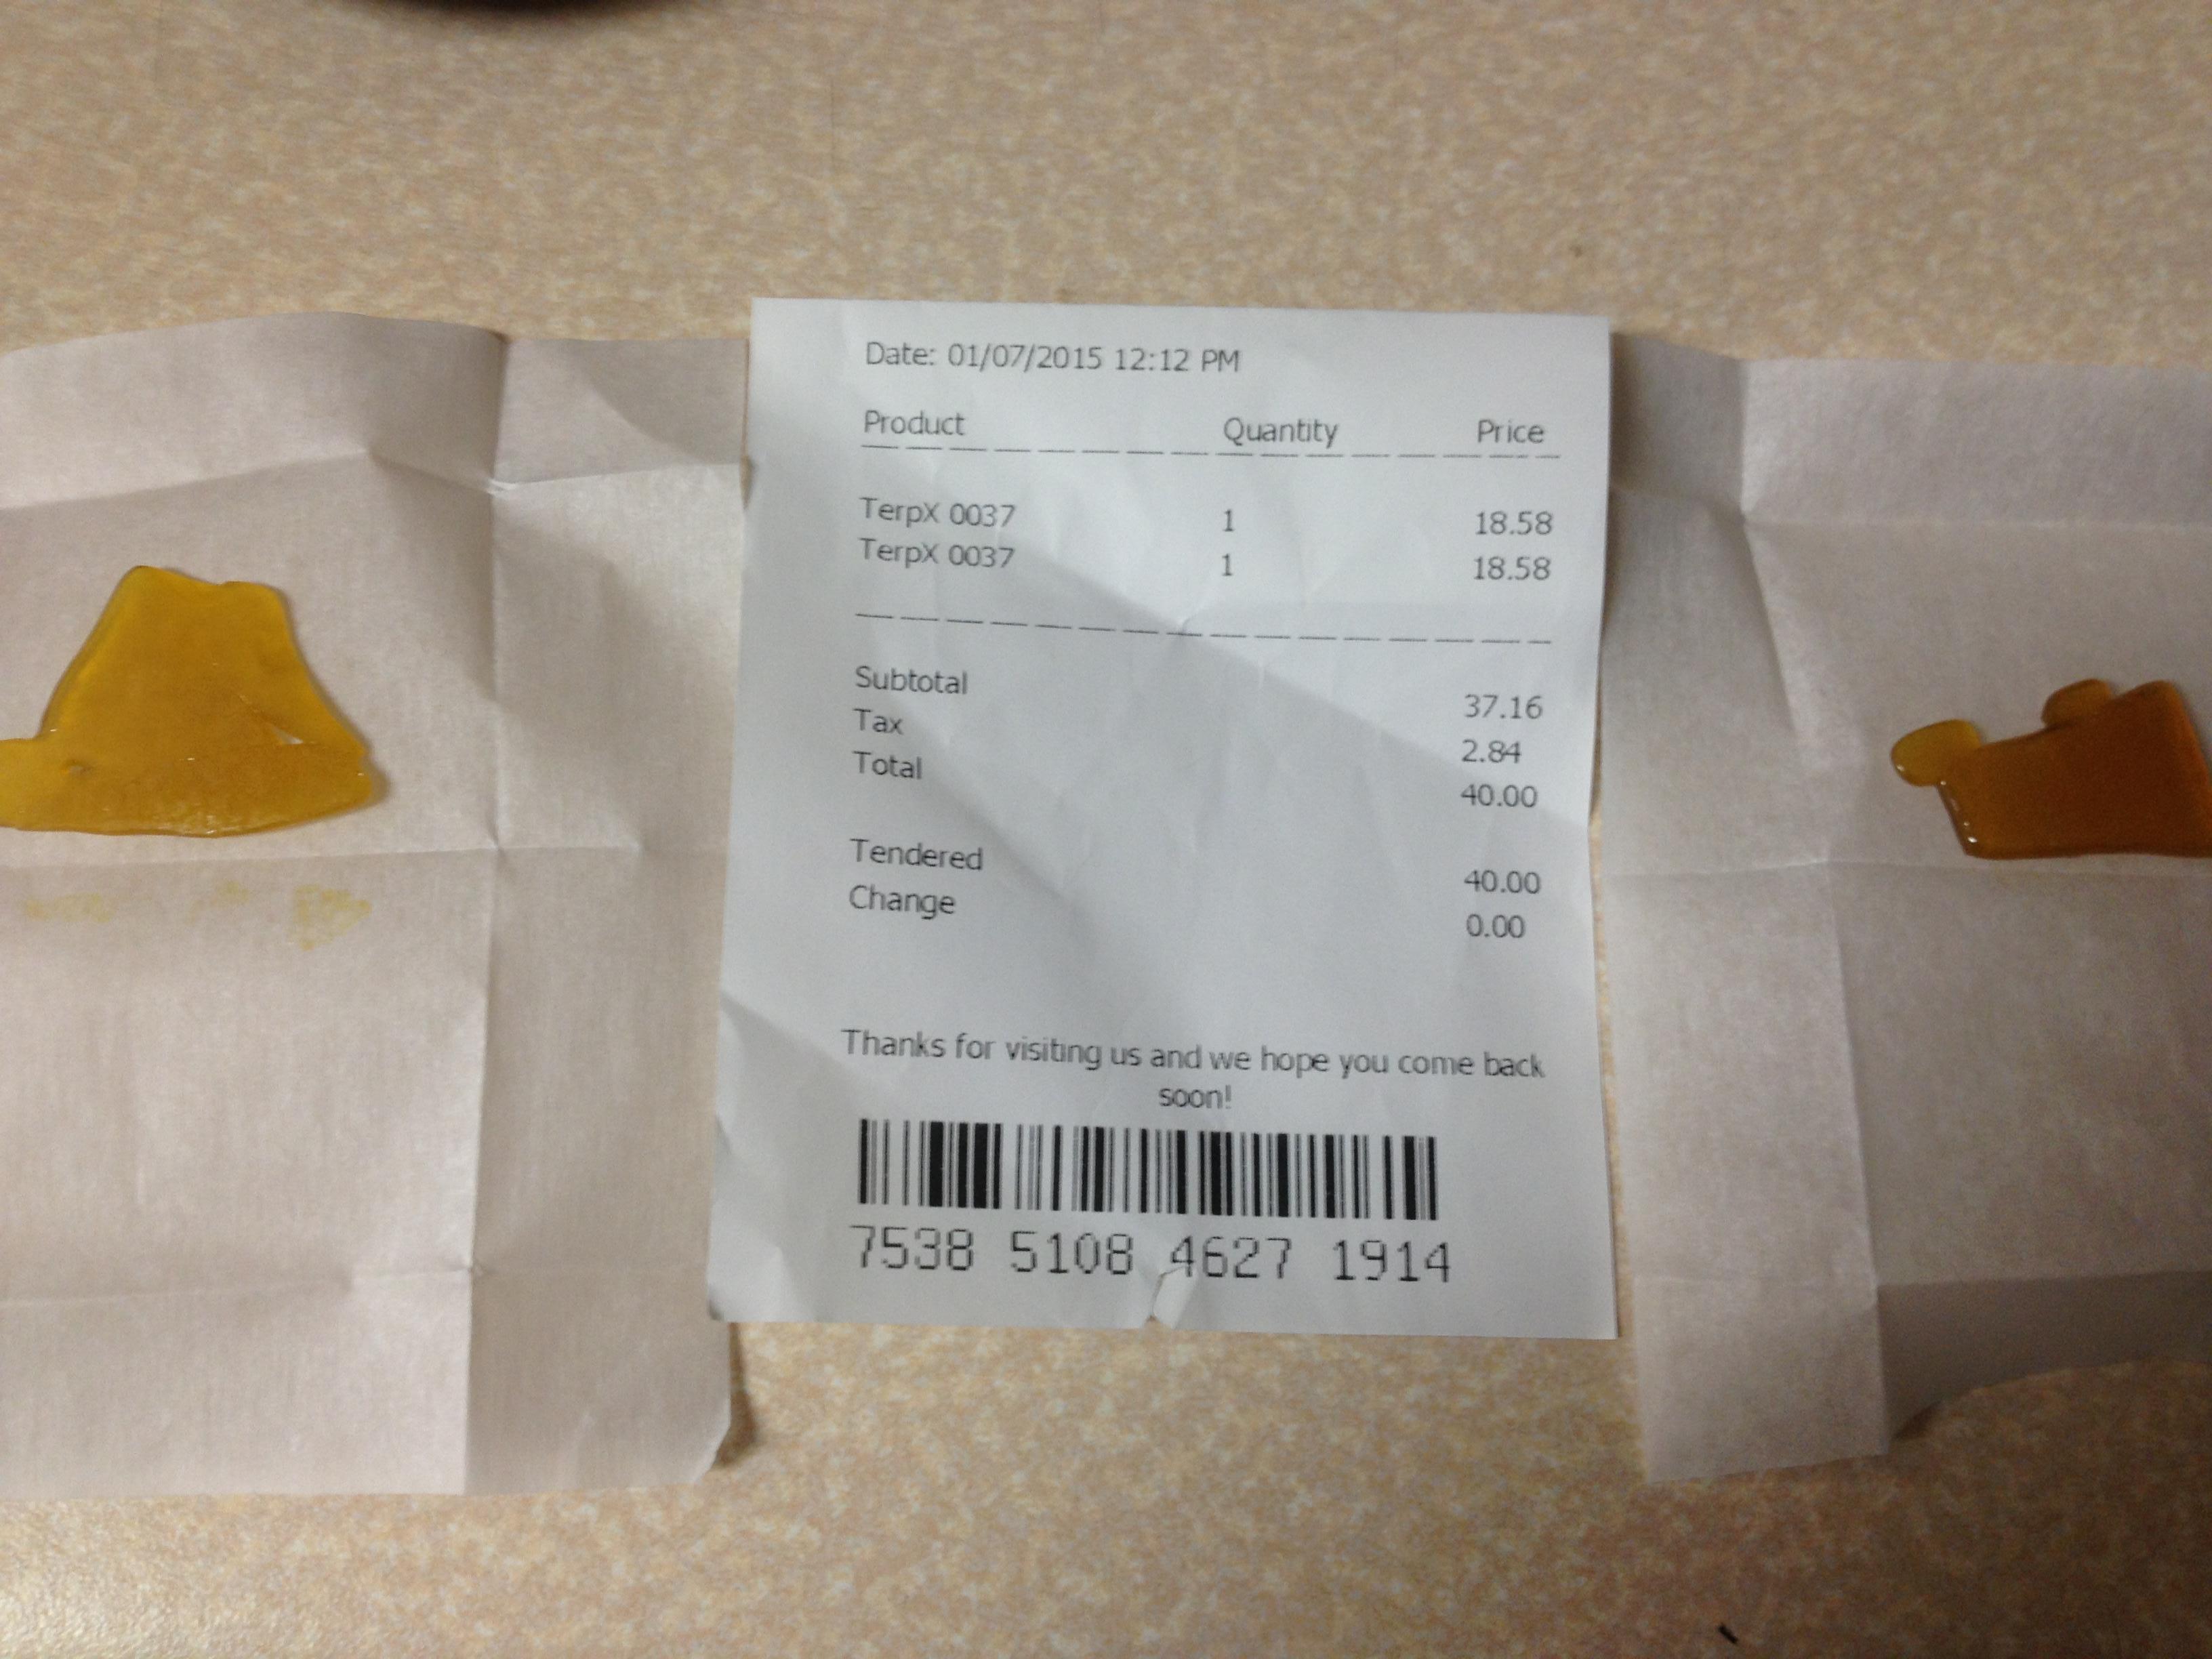 Date: 01/07/2015 12:12 PM
Product Quantity Price
TerpX 0037 1 18.58
TerpX 0037 1 18.58
Subtotal 37.16
Tax 2.84
Total 40.00
Tendered 40.00
Change 0.00
Thanks for visiting us and we hope you come back
soon!
7538 5108 4627 1914